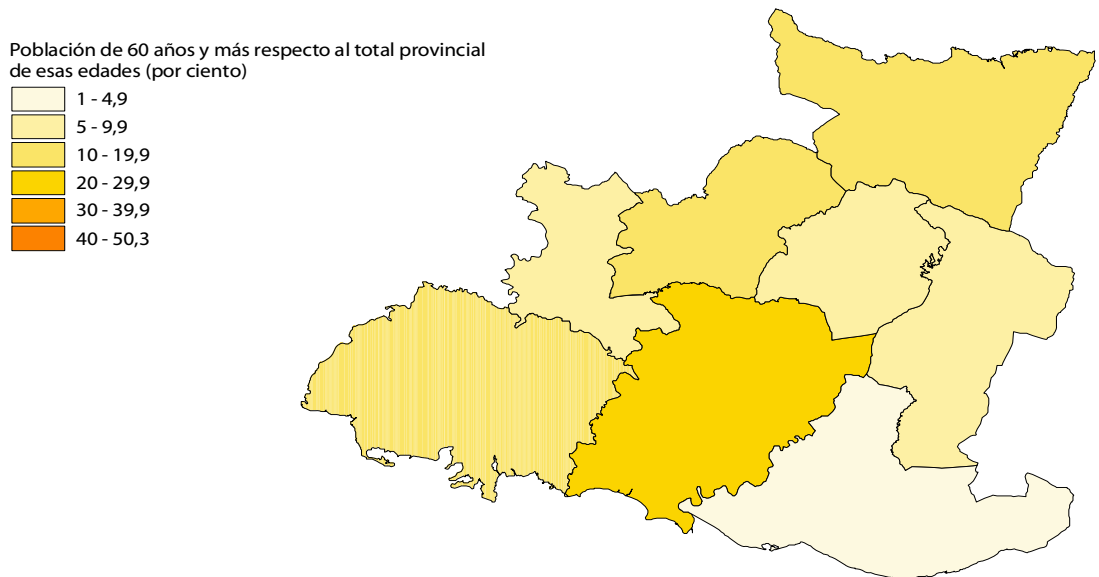 Población de 60 años y más respecto al total provincial
de esas edades (por ciento)
1 - 4,9
5 - 9,9
10 - 19,9
20 - 29,9
30 - 39,9
40 - 50,3